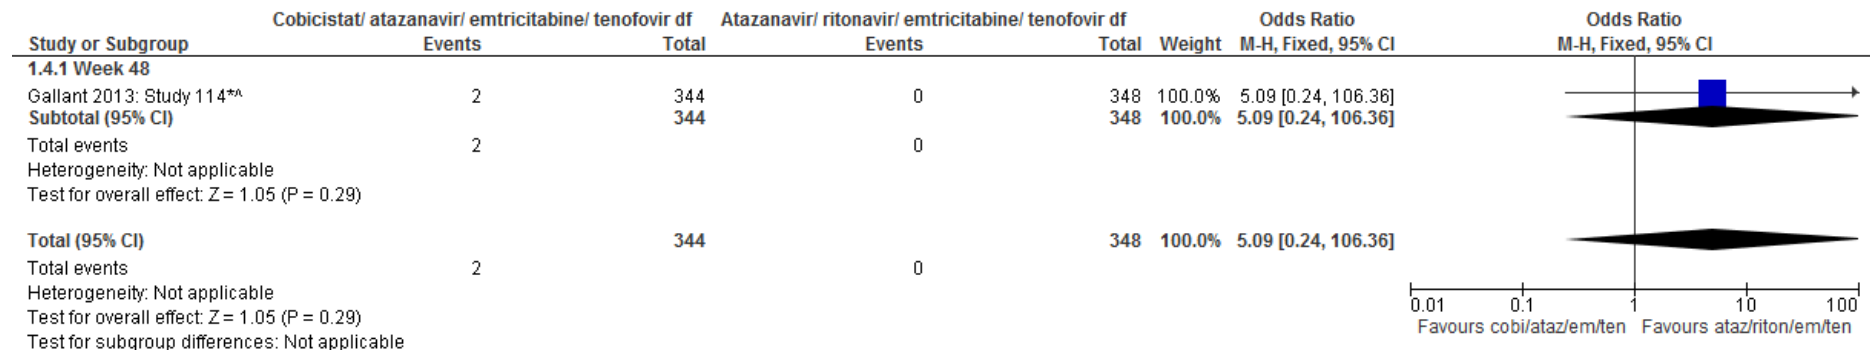 Cobicistat/ atazanavir/ emtricitabine/ tenofovir df Atazanavir/ ritonavir/ emtricitabine/ tenofovir df Odds Ratio Odds Ratio
Study or Subgroup Events Total Events Total Weight M-H, Fixed, 95% CI M-H, Fixed, 95% CI
1.4.1 Week 48
Gallant 2013: Study 114*^ 2 344 0 348 100.0% 5.09 [0.24, 106.36]
Subtotal (95% CI) 344 348 100.0% 5.09 [0.24, 106.36]
Total events 2 0
Heterogeneity: Not applicable
Test for overall effect: Z = 1.05 (P = 0.29)
Total (95% CI) 344 348 100.0% 5.09 [0.24, 106.36]
Total events 2 0
Heterogeneity: Not applicable
Test for overall effect: Z = 1.05 (P = 0.29)
Test for subgroup differences: Not applicable
0.01 0.1 1 10 100
Favours cobi/ataz/em/ten Favours ataz/riton/em/ten